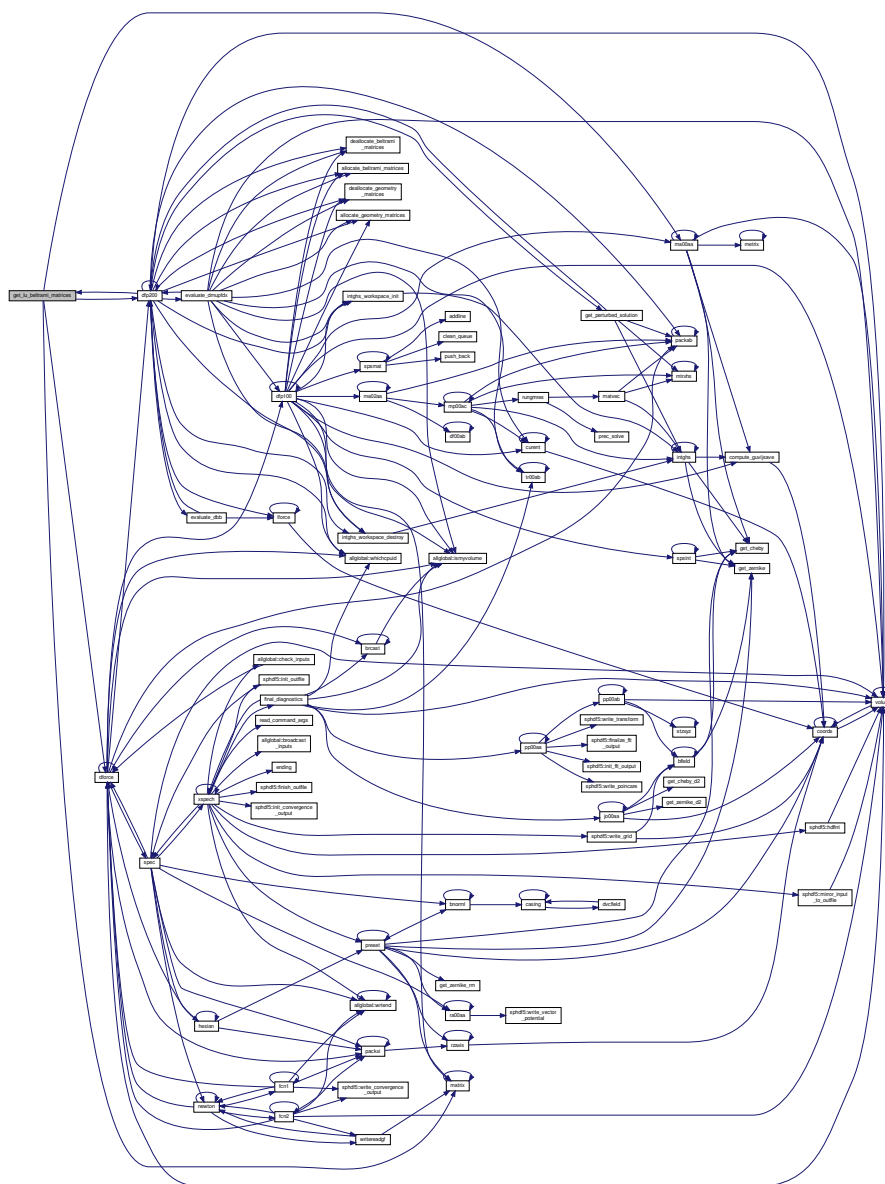 deallocate_beltrami
_matrices
allocate_beltrami_matrices
deallocate_geometry
_matrices
allocate_geometry_matrices
ma00aa
metrix
get_lu_beltrami_matrices
dfp200
evaluate_dmupfdx
intghs_workspace_init
addline
get_perturbed_solution
clean_queue
packab
push_back
spsmat
mtrxhs
dfp100
ma02aa
mp00ac
rungmres
matvec
df00ab
prec_solve
curent
intghs
compute_guvijsave
tr00ab
evaluate_dbb
lforce
intghs_workspace_destroy
allglobal::whichcpuid
allglobal::ismyvolume
spsint
get_cheby
get_zernike
brcast
allglobal::check_inputs
sphdf5::init_outfile
final_diagnostics
read_command_args
allglobal::broadcast
_inputs
ending
sphdf5::finish_outfile
sphdf5::init_convergence
_output
pp00ab
sphdf5::write_transform
stzxyz
sphdf5::finalize_flt
_output
pp00aa
sphdf5::init_flt_output
bfield
sphdf5::write_poincare
get_cheby_d2
get_zernike_d2
jo00aa
sphdf5::write_grid
coords
volu
sphdf5::hdfint
dforce
xspech
spec
sphdf5::mirror_input
_to_outfile
bnorml
casing
dvcfield
preset
get_zernike_rm
allglobal::wrtend
ra00aa
sphdf5::write_vector
_potential
hesian
packxi
rzaxis
fcn1
sphdf5::write_convergence
_output
matrix
newton
fcn2
writereadgf